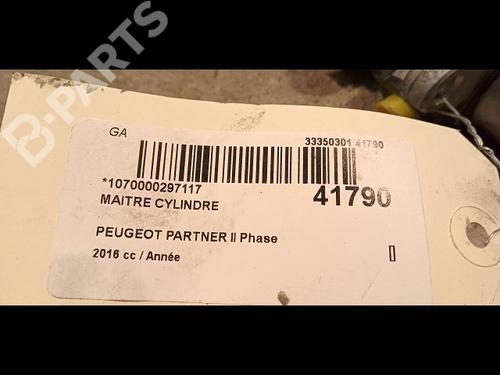 B-PARTS
GA
33350301 41790
*1070000297117
41790
MAITRE CYLINDRE
PEUGEOT PARTNER II Phase
2016 cc / Année